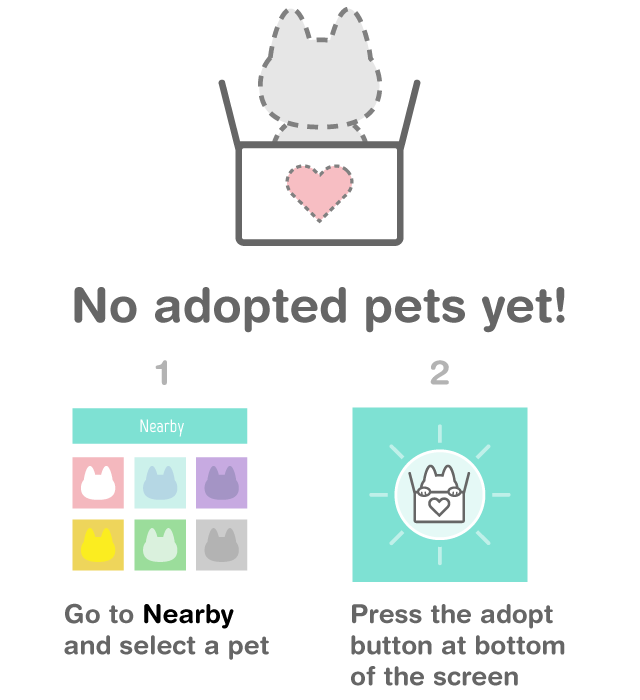 No adopted pets yet!
1
Nearby
Go to Nearby
and select a pet
2
Press the adopt
button at bottom
of the screen